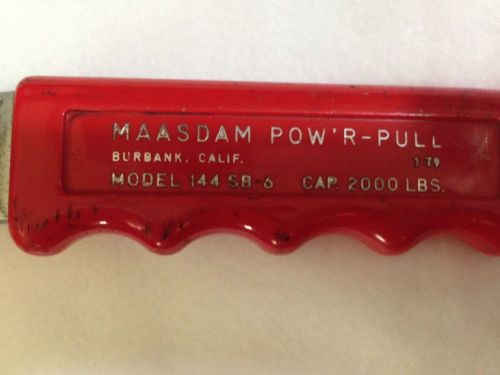 MAASDAM POW'R-PULL
BURBANK, CALIF. 1-79
MODEL 144 SB-6 CAP. 2000 LBS.